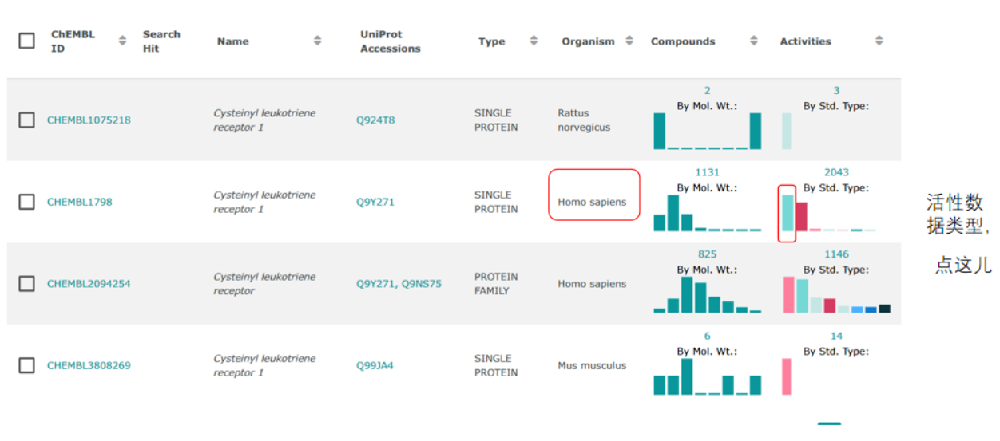 ChEMBL ID Search Hit Name UniProt Accessions Type Organism Compounds Activities
CHEMBL1075218 Cysteinyl leukotriene receptor 1 Q924T8 SINGLE PROTEIN Rattus norvegicus 2 By Mol. Wt.: 3 By Std. Type:
CHEMBL1798 Cysteinyl leukotriene receptor 1 Q9Y271 SINGLE PROTEIN Homo sapiens 1131 By Mol. Wt.: 2043 By Std. Type:
活性数
据类型,
点这儿
CHEMBL2094254 Cysteinyl leukotriene receptor Q9Y271, Q9NS75 PROTEIN FAMILY Homo sapiens 825 By Mol. Wt.: 1146 By Std. Type:
CHEMBL3808269 Cysteinyl leukotriene receptor 1 Q99JA4 SINGLE PROTEIN Mus musculus 6 By Mol. Wt.: 14 By Std. Type: